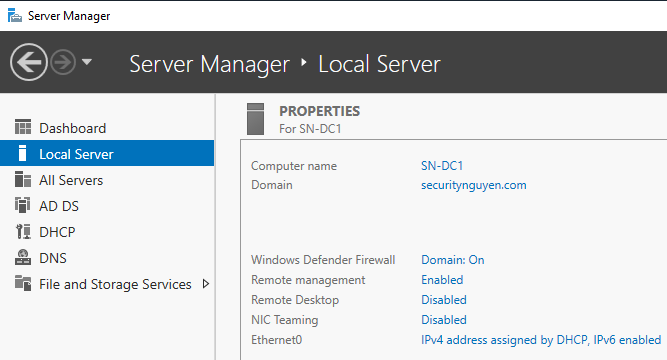 Server Manager
Server Manager ‣ Local Server
Dashboard
Local Server
All Servers
AD DS
DHCP
DNS
File and Storage Services
PROPERTIES
For SN-DC1
Computer name SN-DC1
Domain securitynguyen.com
Windows Defender Firewall Domain: On
Remote management Enabled
Remote Desktop Disabled
NIC Teaming Disabled
Ethernet0 IPv4 address assigned by DHCP, IPv6 enabled